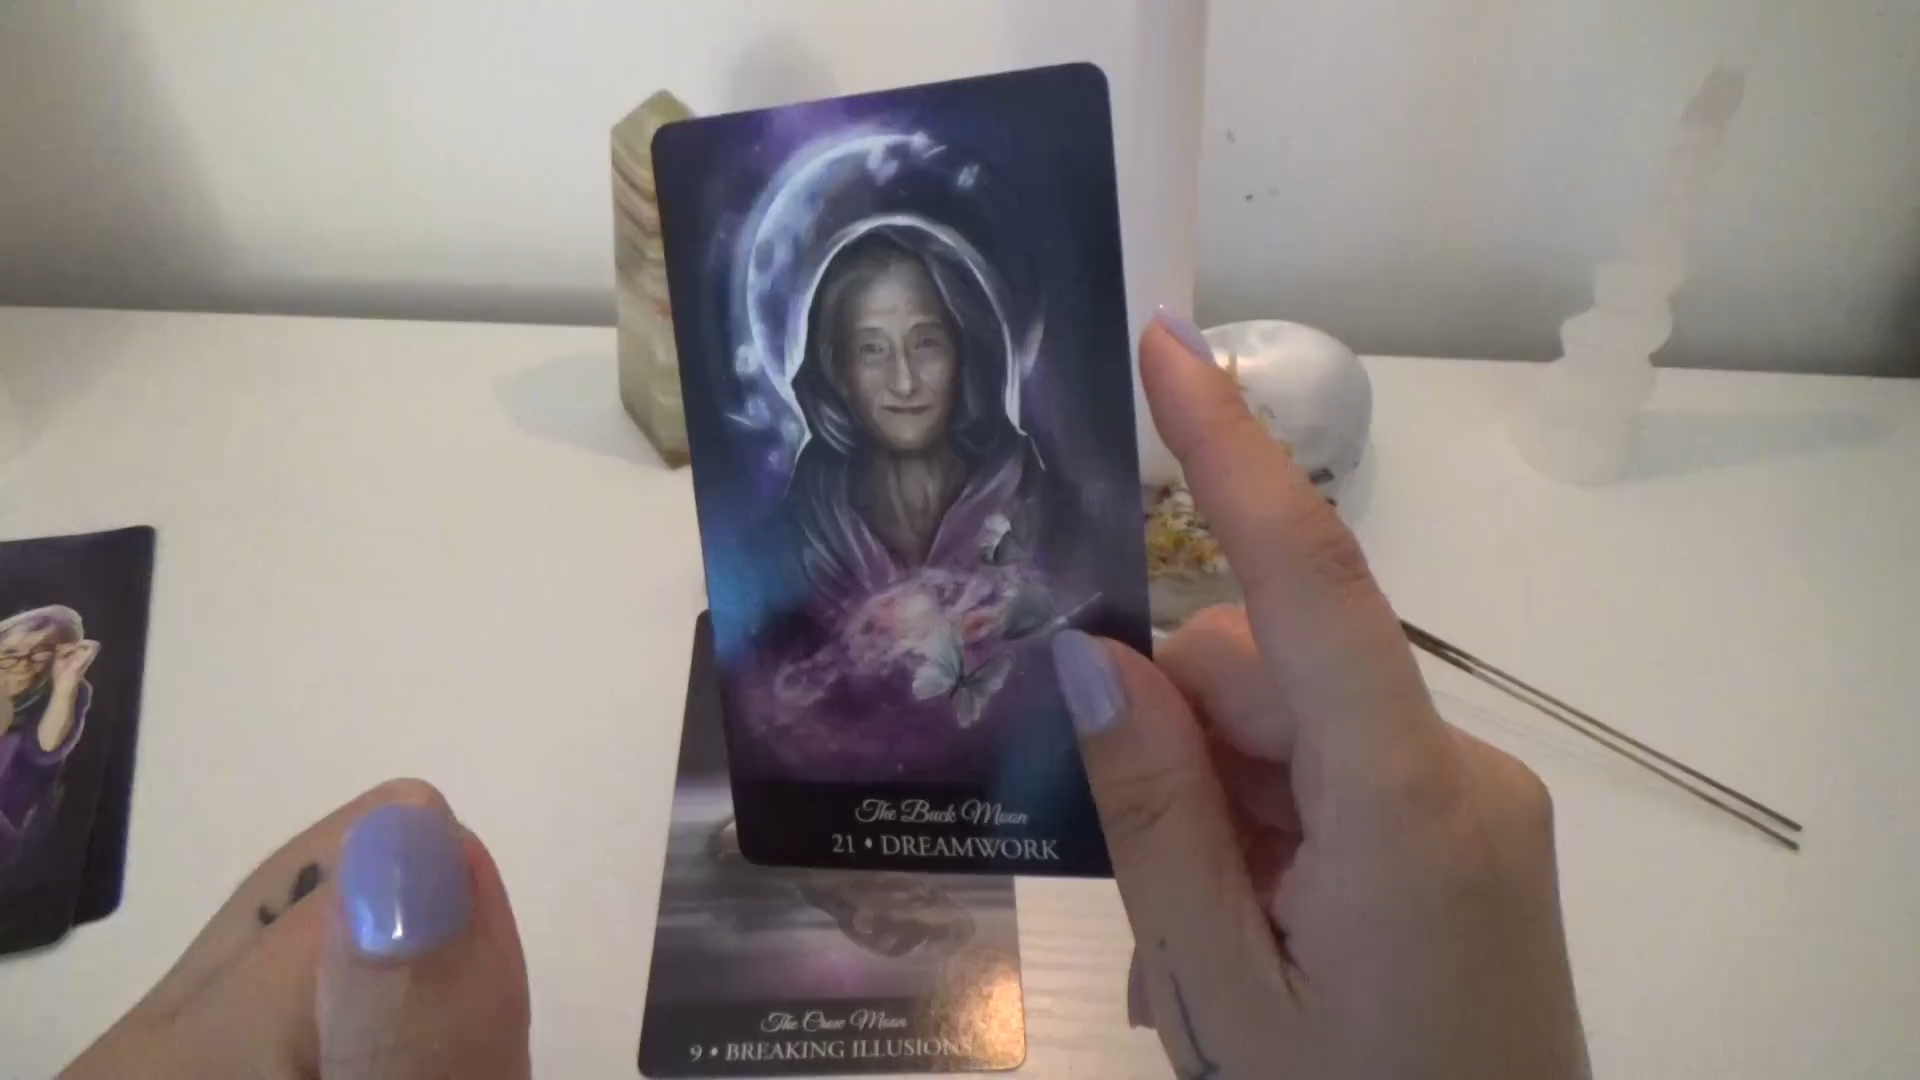 The Buck Moon
21 • DREAMWORK
The Crow Moon
9 • BREAKING ILLUSIONS